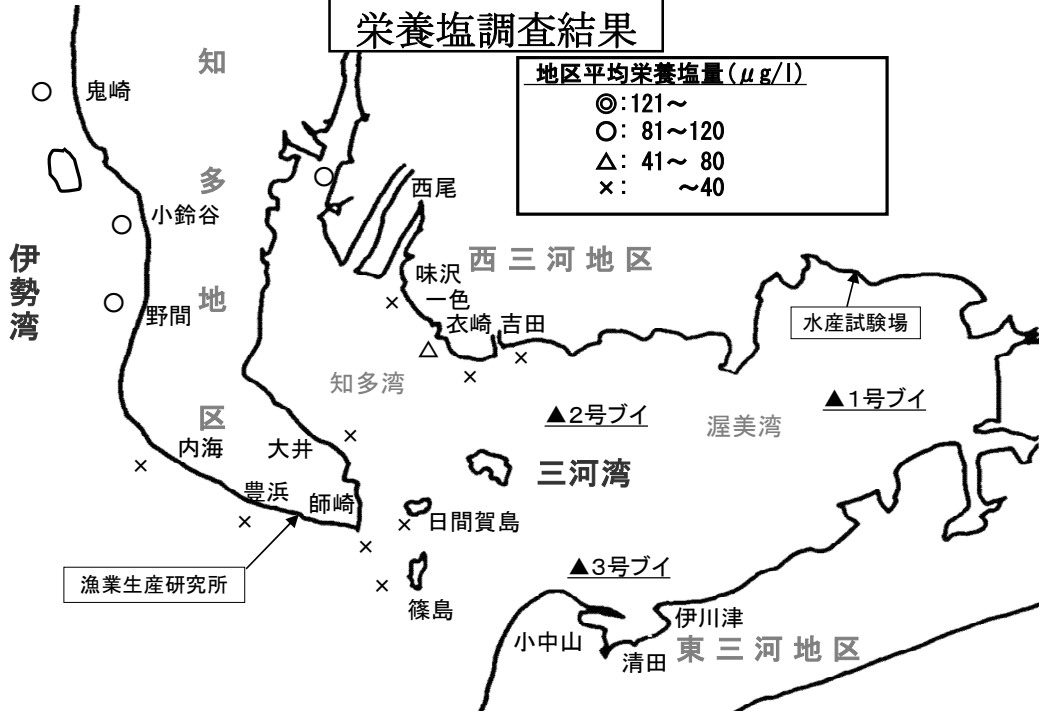 栄養塩調査結果
地区平均栄養塩量(μg/l)
◎:121～
○: 81～120
△: 41～ 80
×:　　～40
知多地区
鬼崎
小鈴谷
伊勢湾
野間
西尾
西三河地区
味沢
一色
衣崎 吉田
水産試験場
知多湾
▲2号ブイ
▲1号ブイ
渥美湾
内海
大井
三河湾
豊浜
師崎
日間賀島
漁業生産研究所
▲3号ブイ
篠島
小中山
伊川津
清田
東三河地区